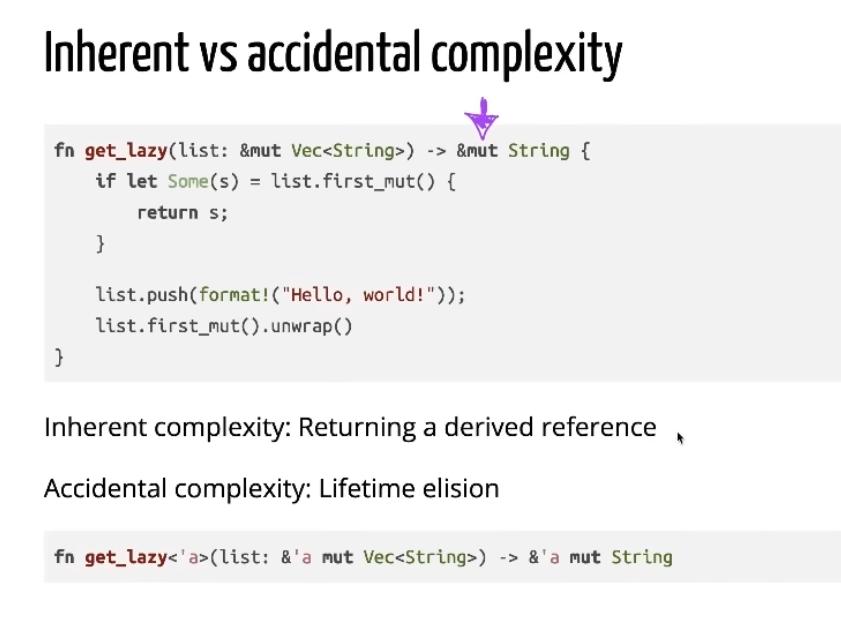 Inherent vs accidental complexity
fn get_lazy(list: &mut Vec<String>) -> &mut String {
if let Some(s) = list.first_mut() {
return s;
}
list.push(format!("Hello, world!"));
list.first_mut().unwrap()
}
Inherent complexity: Returning a derived reference
Accidental complexity: Lifetime elision
fn get_lazy<'a>(list: &'a mut Vec<String>) -> &'a mut String